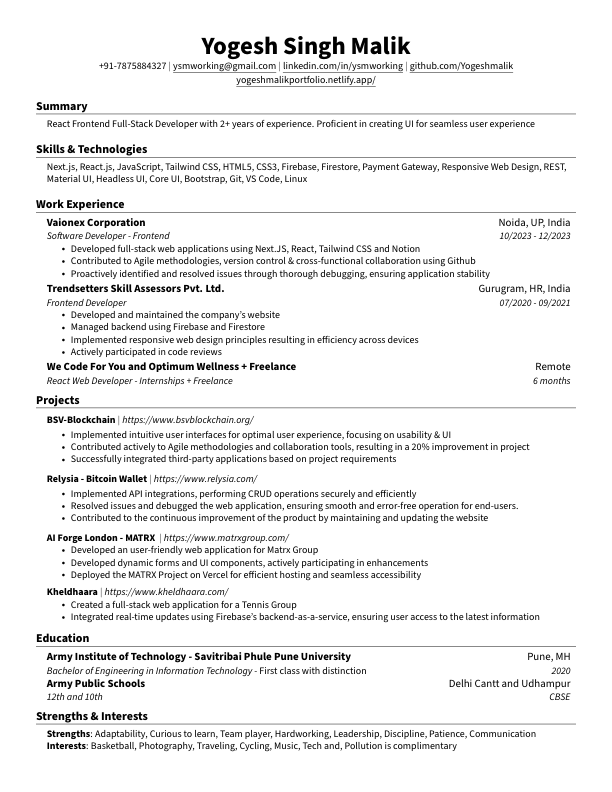 Yogesh Singh Malik
+91-7875884327 | ysmworking@gmail.com | linkedin.com/in/ysmworking | github.com/Yogeshmalik
yogeshmalikportfolio.netlify.app/
Summary
React Frontend Full-Stack Developer with 2+ years of experience. Proficient in creating UI for seamless user experience
Skills & Technologies
Next.js, React.js, JavaScript, Tailwind CSS, HTML5, CSS3, Firebase, Firestore, Payment Gateway, Responsive Web Design, REST,
Material UI, Headless UI, Core UI, Bootstrap, Git, VS Code, Linux
Work Experience
Vaionex Corporation Noida, UP, India
Software Developer - Frontend 10/2023 - 12/2023
• Developed full-stack web applications using Next.JS, React, Tailwind CSS and Notion
• Contributed to Agile methodologies, version control & cross-functional collaboration using Github
• Proactively identified and resolved issues through thorough debugging, ensuring application stability
Trendsetters Skill Assessors Pvt. Ltd. Gurugram, HR, India
Frontend Developer 07/2020 - 09/2021
• Developed and maintained the company's website
• Managed backend using Firebase and Firestore
• Implemented responsive web design principles resulting in efficiency across devices
• Actively participated in code reviews
We Code For You and Optimum Wellness + Freelance Remote
React Web Developer - Internships + Freelance 6 months
Projects
BSV-Blockchain | https://www.bsvblockchain.org/
• Implemented intuitive user interfaces for optimal user experience, focusing on usability & UI
• Contributed actively to Agile methodologies and collaboration tools, resulting in a 20% improvement in project
• Successfully integrated third-party applications based on project requirements
Relysia - Bitcoin Wallet | https://www.relysia.com/
• Implemented API integrations, performing CRUD operations securely and efficiently
• Resolved issues and debugged the web application, ensuring smooth and error-free operation for end-users.
• Contributed to the continuous improvement of the product by maintaining and updating the website
AI Forge London - MATRX | https://www.matrxgroup.com/
• Developed an user-friendly web application for Matrx Group
• Developed dynamic forms and UI components, actively participating in enhancements
• Deployed the MATRX Project on Vercel for efficient hosting and seamless accessibility
Kheldhaara | https://www.kheldhaara.com/
• Created a full-stack web application for a Tennis Group
• Integrated real-time updates using Firebase's backend-as-a-service, ensuring user access to the latest information
Education
Army Institute of Technology - Savitribai Phule Pune University Pune, MH
Bachelor of Engineering in Information Technology - First class with distinction 2020
Army Public Schools Delhi Cantt and Udhampur
12th and 10th CBSE
Strengths & Interests
Strengths: Adaptability, Curious to learn, Team player, Hardworking, Leadership, Discipline, Patience, Communication
Interests: Basketball, Photography, Traveling, Cycling, Music, Tech and, Pollution is complimentary